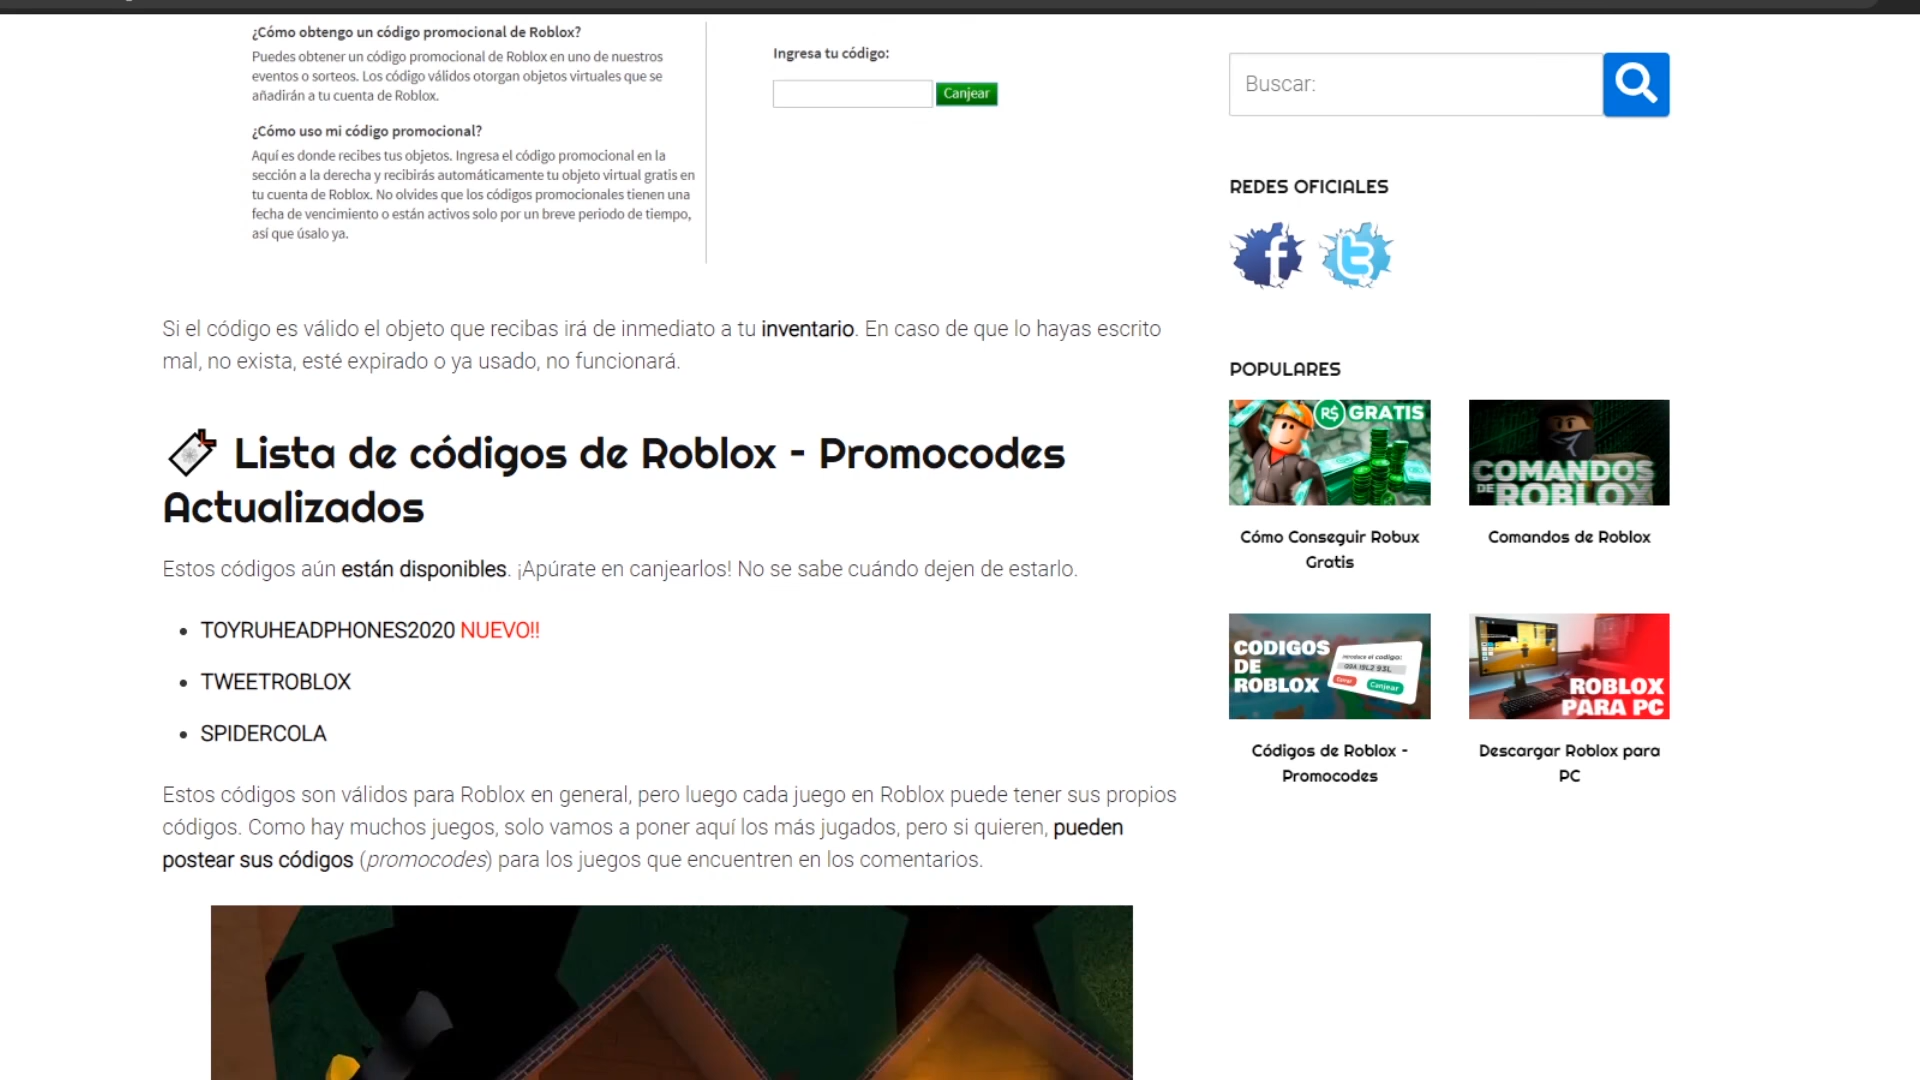 ¿Cómo obtengo un código promocional de Roblox?
Puedes obtener un código promocional de Roblox en uno de nuestros
eventos o sorteos. Los código válidos otorgan objetos virtuales que se
añadirán a tu cuenta de Roblox.
¿Cómo uso mi código promocional?
Aquí es donde recibes tus objetos. Ingresa el código promocional en la
sección a la derecha y recibirás automáticamente tu objeto virtual gratis en
tu cuenta de Roblox. No olvides que los códigos promocionales tienen una
fecha de vencimiento o están activos solo por un breve periodo de tiempo,
así que úsalo ya.
Ingresa tu código:
Canjear
Si el código es válido el objeto que recibas irá de inmediato a tu inventario. En caso de que lo hayas escrito
mal, no exista, esté expirado o ya usado, no funcionará.
Lista de códigos de Roblox - Promocodes
Actualizados
Estos códigos aún están disponibles. ¡Apúrate en canjearlos! No se sabe cuándo dejen de estarlo.
TOYRUHEADPHONES2020 NUEVO!!
TWEETROBLOX
SPIDERCOLA
Estos códigos son válidos para Roblox en general, pero luego cada juego en Roblox puede tener sus propios
códigos. Como hay muchos juegos, solo vamos a poner aquí los más jugados, pero si quieren, pueden
postear sus códigos (promocodes) para los juegos que encuentren en los comentarios.
Buscar:
REDES OFICIALES
POPULARES
R$ GRATIS
Cómo Conseguir Robux
Gratis
COMANDOS
DE ROBLOX
Comandos de Roblox
CODIGOS
DE
ROBLOX
Introduce el codigo:
Canjear
Códigos de Roblox -
Promocodes
ROBLOX
PARA PC
Descargar Roblox para
PC